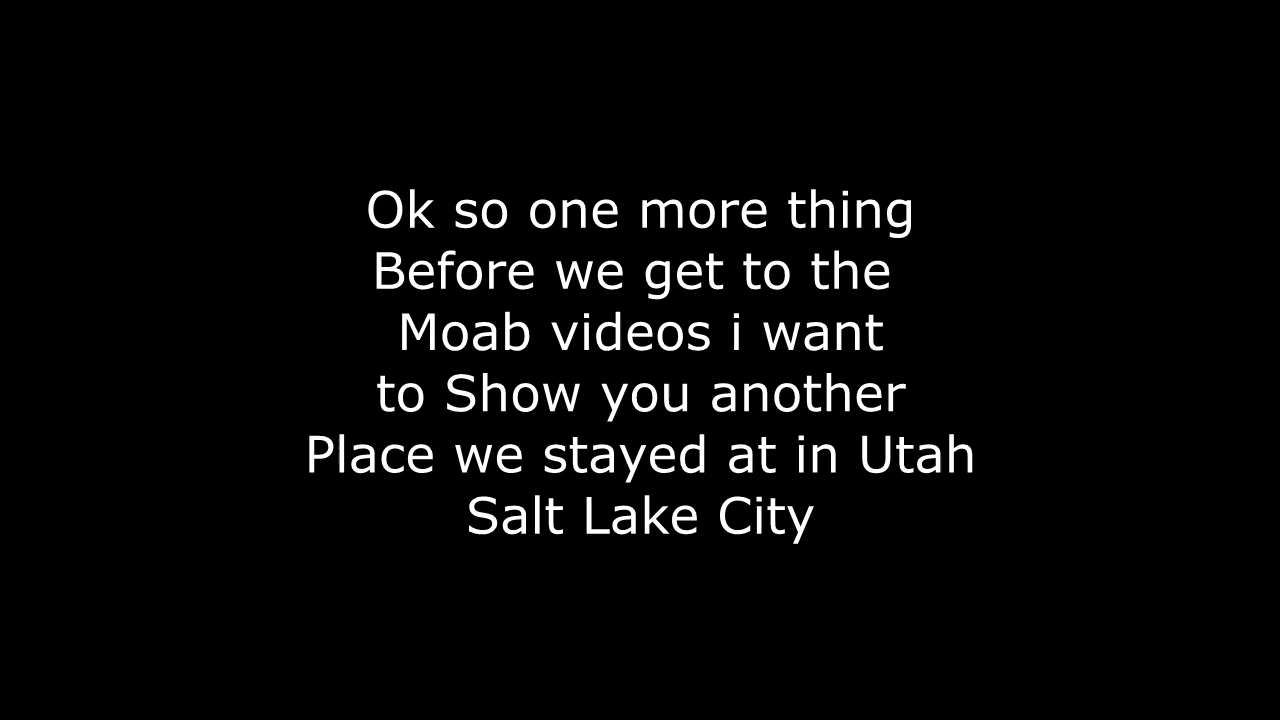 Ok so one more thing
Before we get to the
Moab videos i want
to Show you another
Place we stayed at in Utah
Salt Lake City